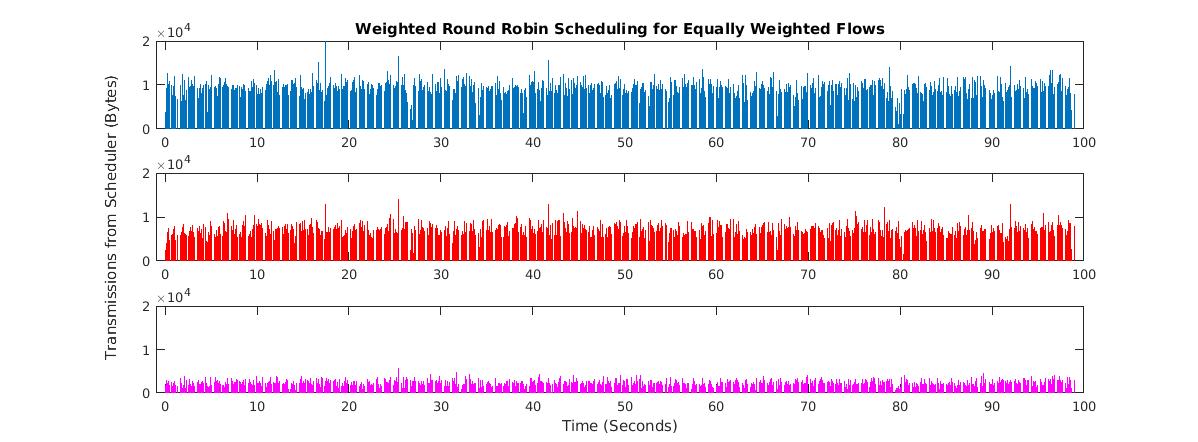 Weighted Round Robin Scheduling for Equally Weighted Flows
Transmissions from Scheduler (Bytes)
×10^4
2
1
0
0 10 20 30 40 50 60 70 80 90 100
×10^4
2
1
0
0 10 20 30 40 50 60 70 80 90 100
×10^4
2
1
0
0 10 20 30 40 50 60 70 80 90 100
Time (Seconds)